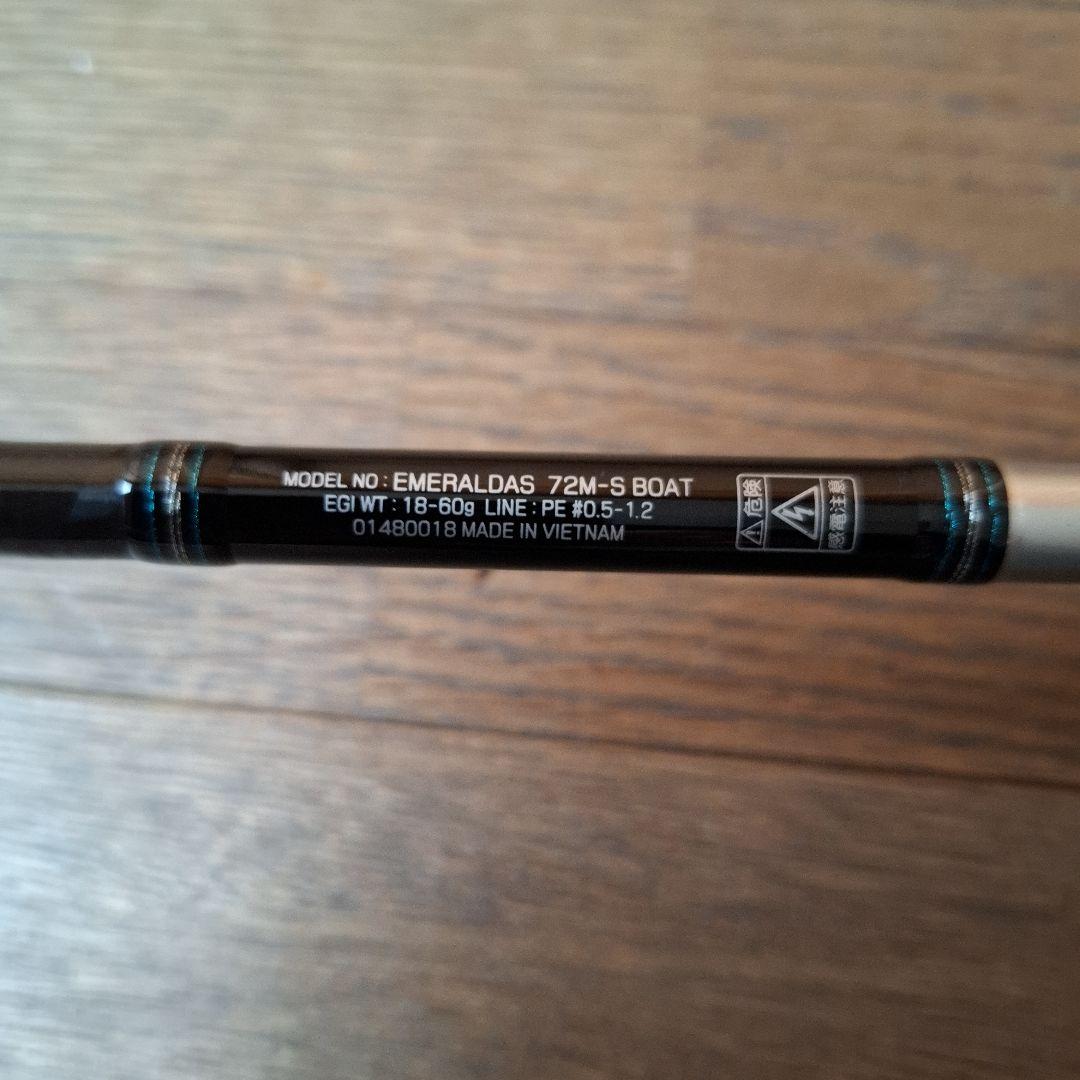 MODEL NO : EMERALDAS 72M-S BOAT
EGI WT : 18-60g LINE : PE #0.5-1.2
01480018 MADE IN VIETNAM
危険
感電注意